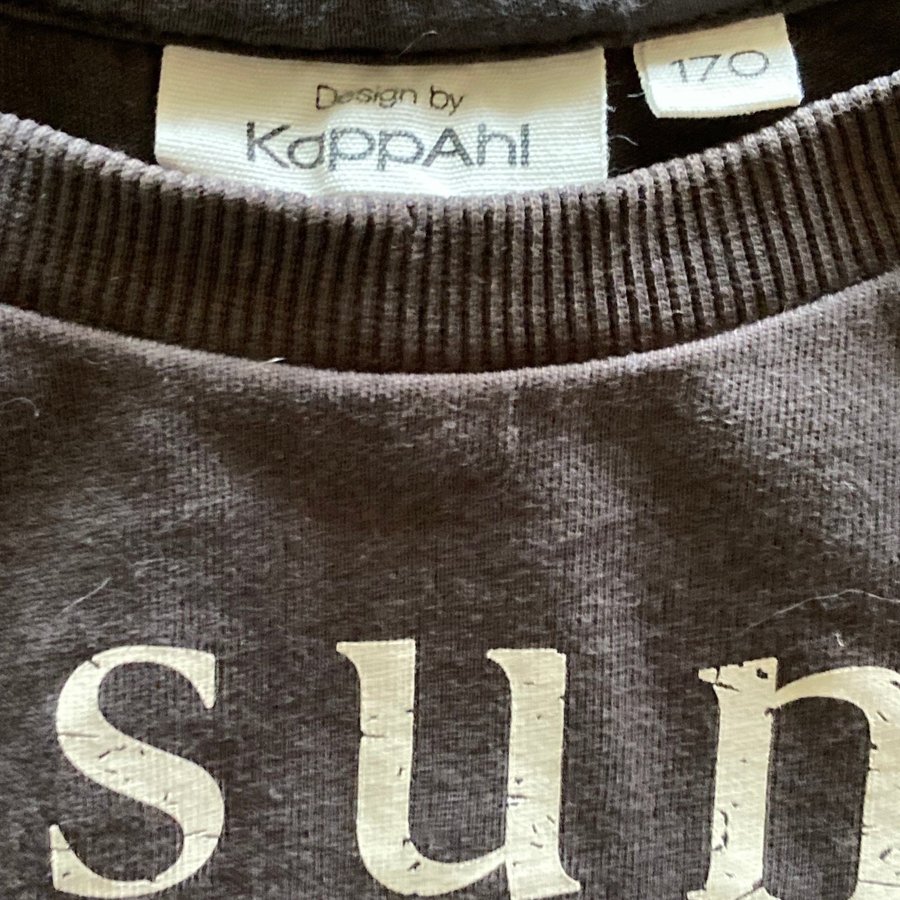 Design by
KappAhl
170
sun